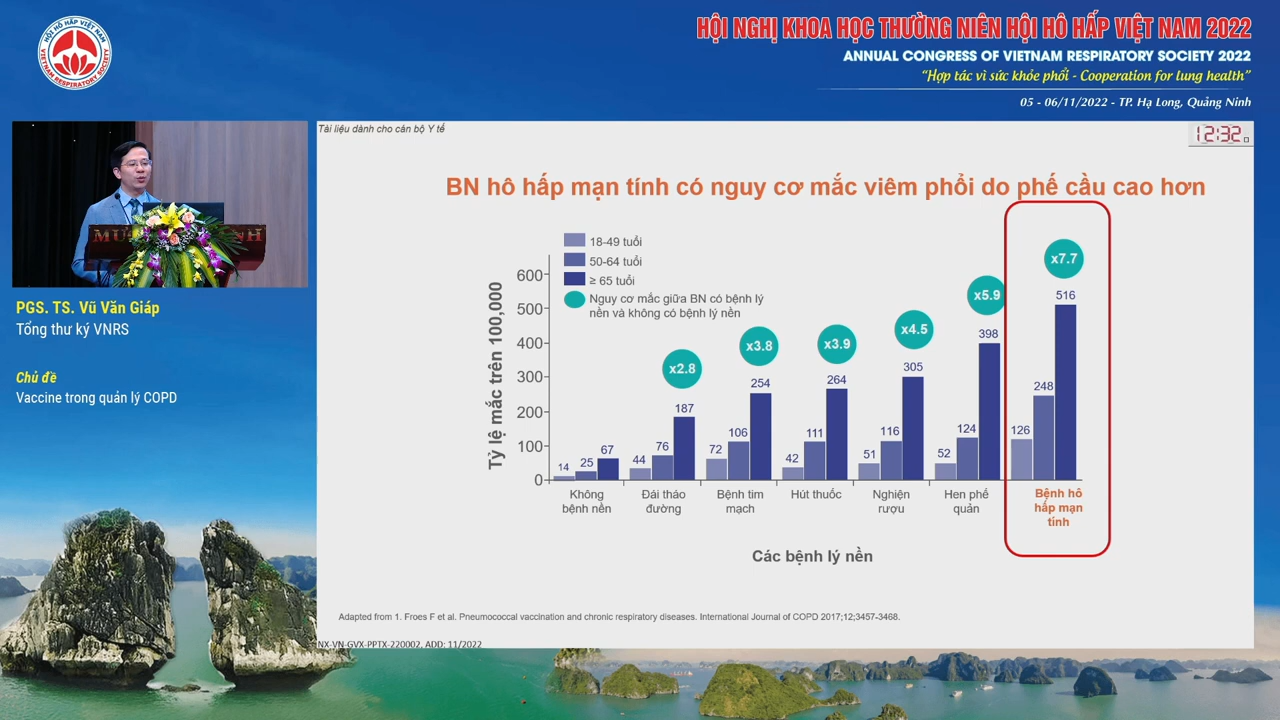 HỘI HÔ HẤP VIỆT NAM
VIETNAM RESPIRATORY SOCIETY
HỘI NGHỊ KHOA HỌC THƯỜNG NIÊN HỘI HÔ HẤP VIỆT NAM 2022
ANNUAL CONGRESS OF VIETNAM RESPIRATORY SOCIETY 2022
“Hợp tác vì sức khỏe phổi - Cooperation for lung health”
05 - 06/11/2022 - TP. Hạ Long, Quảng Ninh
PGS. TS. Vũ Văn Giáp
Tổng thư ký VNRS
Chủ đề
Vaccine trong quản lý COPD
Tài liệu dành cho cán bộ Y tế
12:32
BN hô hấp mạn tính có nguy cơ mắc viêm phổi do phế cầu cao hơn
18-49 tuổi
50-64 tuổi
≥ 65 tuổi
Nguy cơ mắc giữa BN có bệnh lý
nền và không có bệnh lý nền
Tỷ lệ mắc trên 100,000
600
500
400
300
200
100
0
14 25 67
44 76 187 x2.8
72 106 254 x3.8
42 111 264 x3.9
51 116 305 x4.5
52 124 398 x5.9
126 248 516 x7.7
Không
bệnh nền
Đái tháo
đường
Bệnh tim
mạch
Hút thuốc
Nghiện
rượu
Hen phế
quản
Bệnh hô
hấp mạn
tính
Các bệnh lý nền
Adapted from 1. Froes F et al. Pneumococcal vaccination and chronic respiratory diseases. International Journal of COPD 2017;12;3457-3468.
NX-VN-GVX-PPTX-220002, ADD: 11/2022